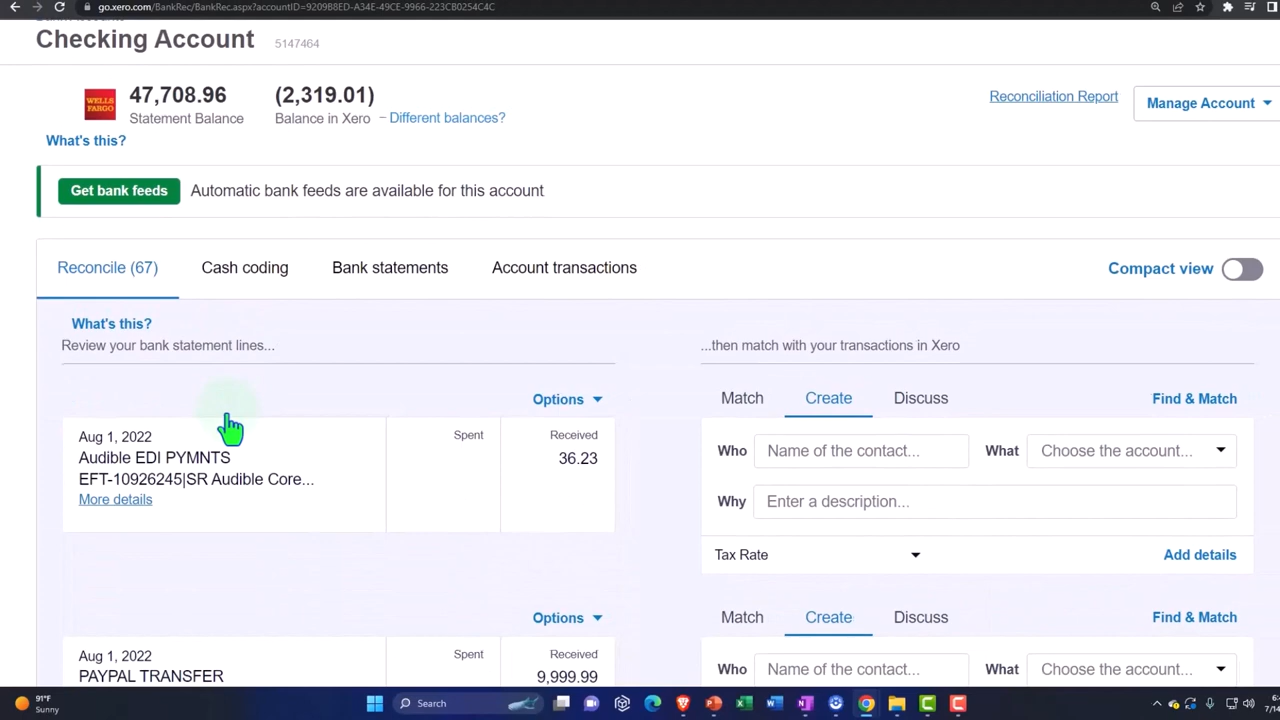 go.xero.com/BankRec/BankRec.aspx?accountID=9209B8ED-A34E-49CE-9966-223CB0254C4C
Checking Account 5147464
WELLS FARGO
47,708.96 (2,319.01)
Statement Balance Balance in Xero – Different balances?
Reconciliation Report
Manage Account
What's this?
Get bank feeds Automatic bank feeds are available for this account
Reconcile (67) Cash coding Bank statements Account transactions Compact view
What's this?
Review your bank statement lines... ...then match with your transactions in Xero
Options Match Create Discuss Find & Match
Aug 1, 2022 Spent Received
Audible EDI PYMNTS 36.23
EFT-10926245|SR Audible Core...
More details
Who Name of the contact... What Choose the account...
Why Enter a description...
Tax Rate Add details
Options Match Create Discuss Find & Match
Aug 1, 2022 Spent Received
PAYPAL TRANSFER 9,999.99
Who Name of the contact... What Choose the account...
91°F
Sunny
Search